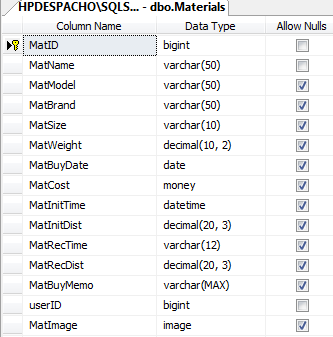 HPDESPACHO\SQLS... - dbo.Materials
Column Name Data Type Allow Nulls
MatID bigint
MatName varchar(50)
MatModel varchar(50)
MatBrand varchar(50)
MatSize varchar(10)
MatWeight decimal(10, 2)
MatBuyDate date
MatCost money
MatInitTime datetime
MatInitDist decimal(20, 3)
MatRecTime varchar(12)
MatRecDist decimal(20, 3)
MatBuyMemo varchar(MAX)
userID bigint
MatImage image